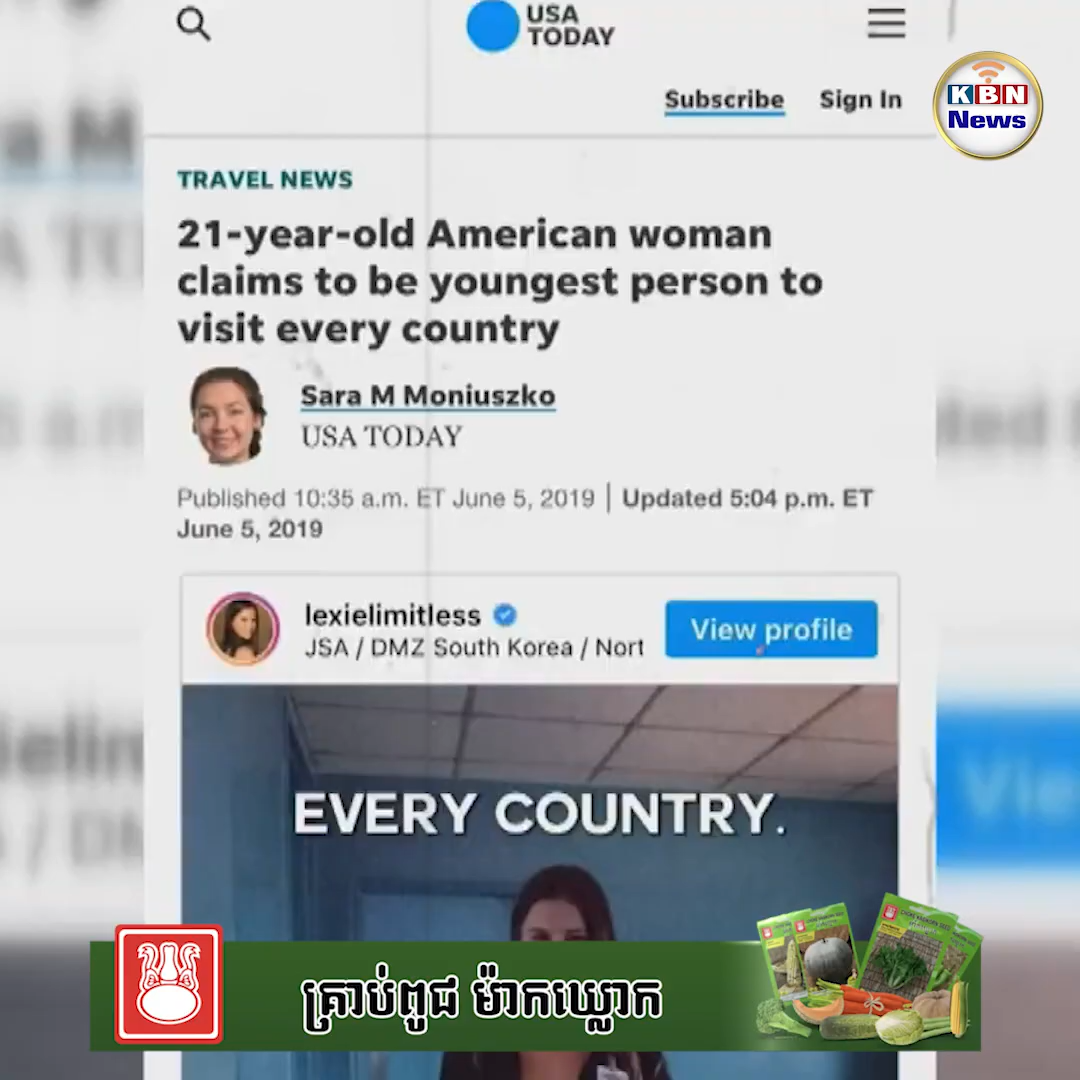 USA
TODAY
Subscribe
Sign In
KBN
News
TRAVEL NEWS
21-year-old American woman
claims to be youngest person to
visit every country
Sara M Moniuszko
USA TODAY
Published 10:35 a.m. ET June 5, 2019 | Updated 5:04 p.m. ET
June 5, 2019
lexielimitless
JSA / DMZ South Korea / Nort
View profile
EVERY COUNTRY.
គ្រាប់ពូជ ម៉ាកឃ្លោក